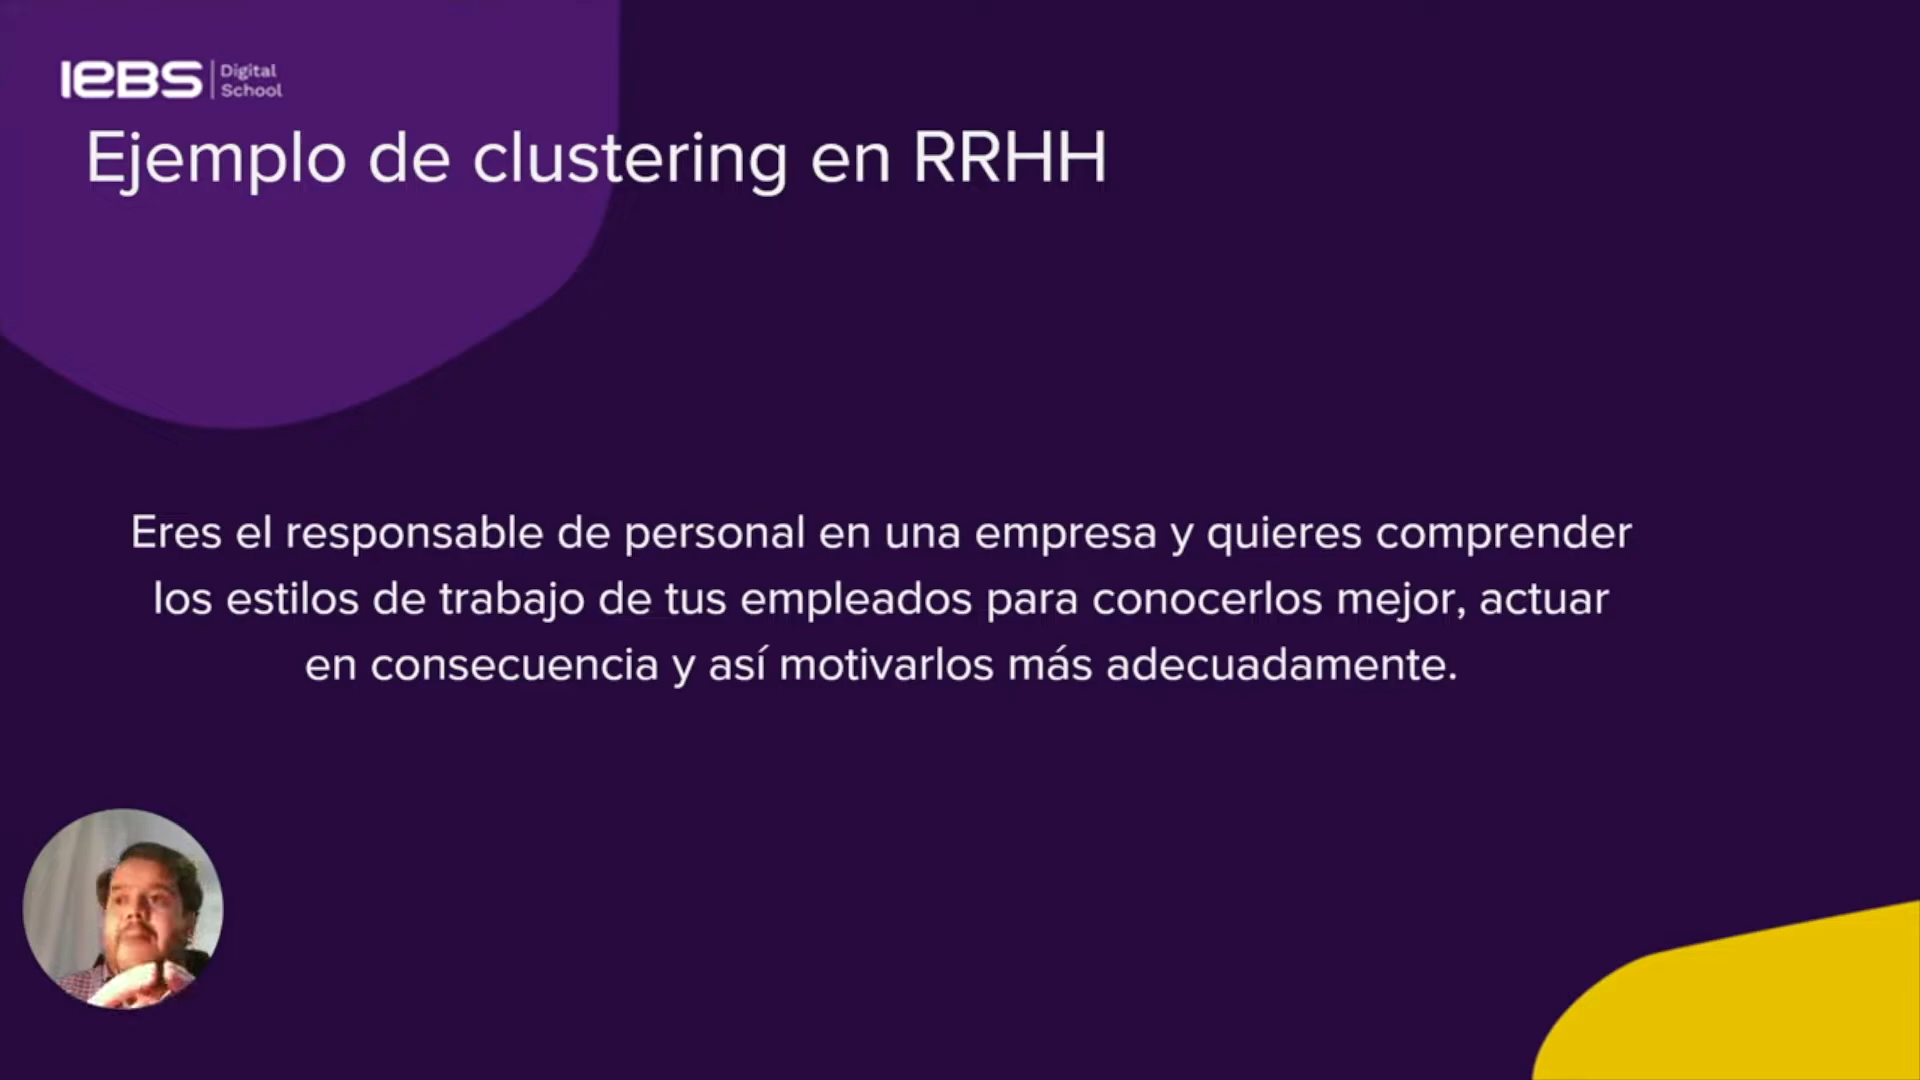 IEBS Digital School
Ejemplo de clustering en RRHH
Eres el responsable de personal en una empresa y quieres comprender
los estilos de trabajo de tus empleados para conocerlos mejor, actuar
en consecuencia y así motivarlos más adecuadamente.